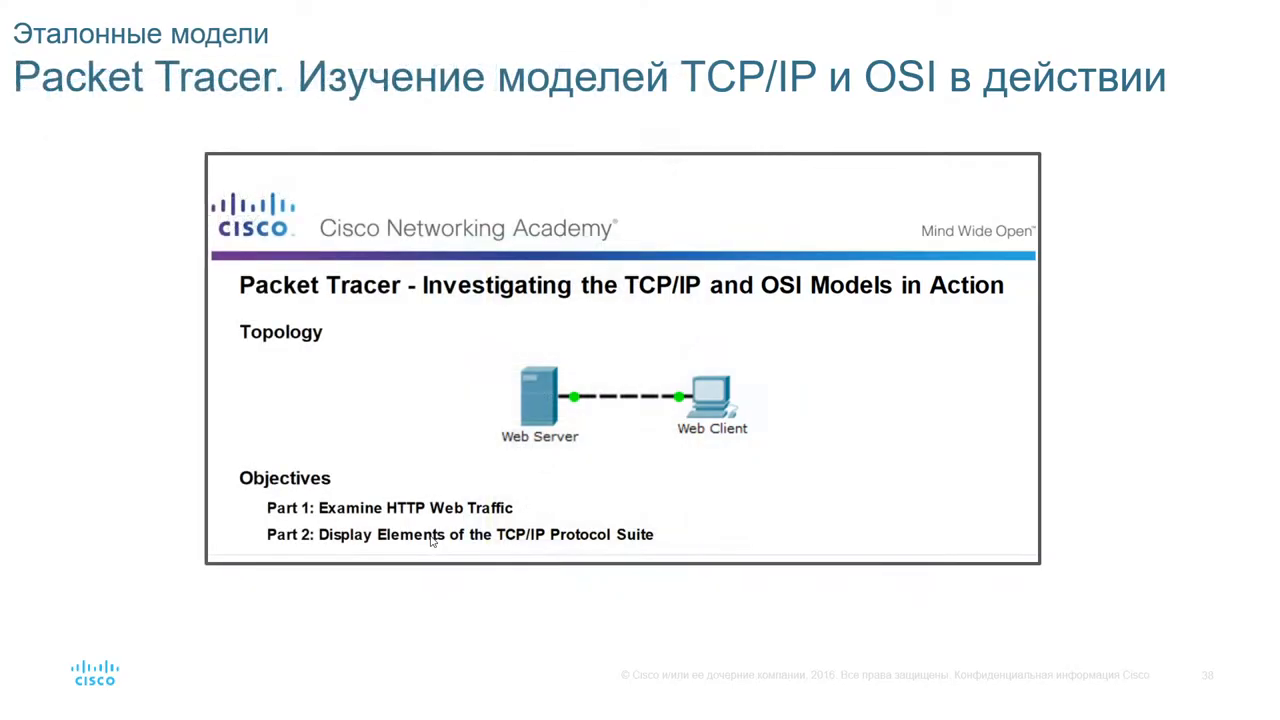 Эталонные модели
Packet Tracer. Изучение моделей TCP/IP и OSI в действии
CISCO
Cisco Networking Academy®
Mind Wide Open™
Packet Tracer - Investigating the TCP/IP and OSI Models in Action
Topology
Web Server
Web Client
Objectives
Part 1: Examine HTTP Web Traffic
Part 2: Display Elements of the TCP/IP Protocol Suite
CISCO
© Cisco и/или ее дочерние компании, 2016. Все права защищены. Конфиденциальная информация Cisco
38